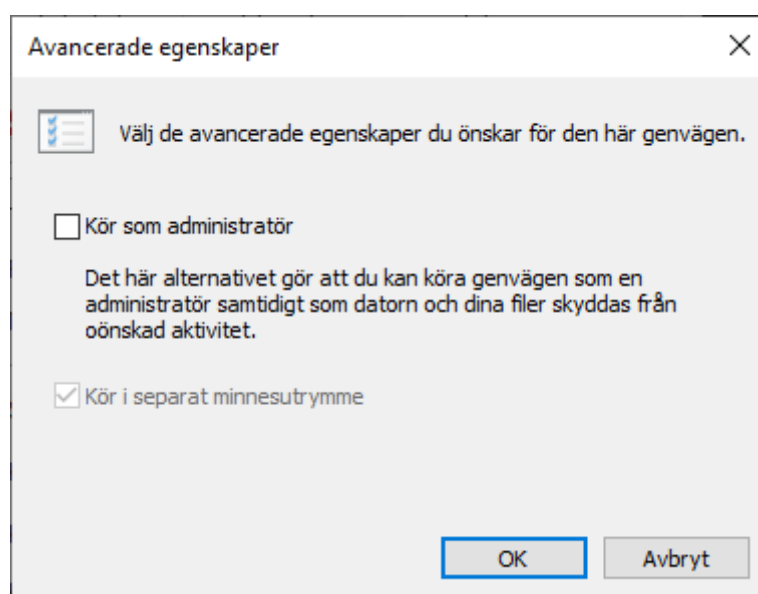 Avancerade egenskaper
Välj de avancerade egenskaper du önskar för den här genvägen.
Kör som administratör
Det här alternativet gör att du kan köra genvägen som en
administratör samtidigt som datorn och dina filer skyddas från
oönskad aktivitet.
Kör i separat minnesutrymme
OK
Avbryt